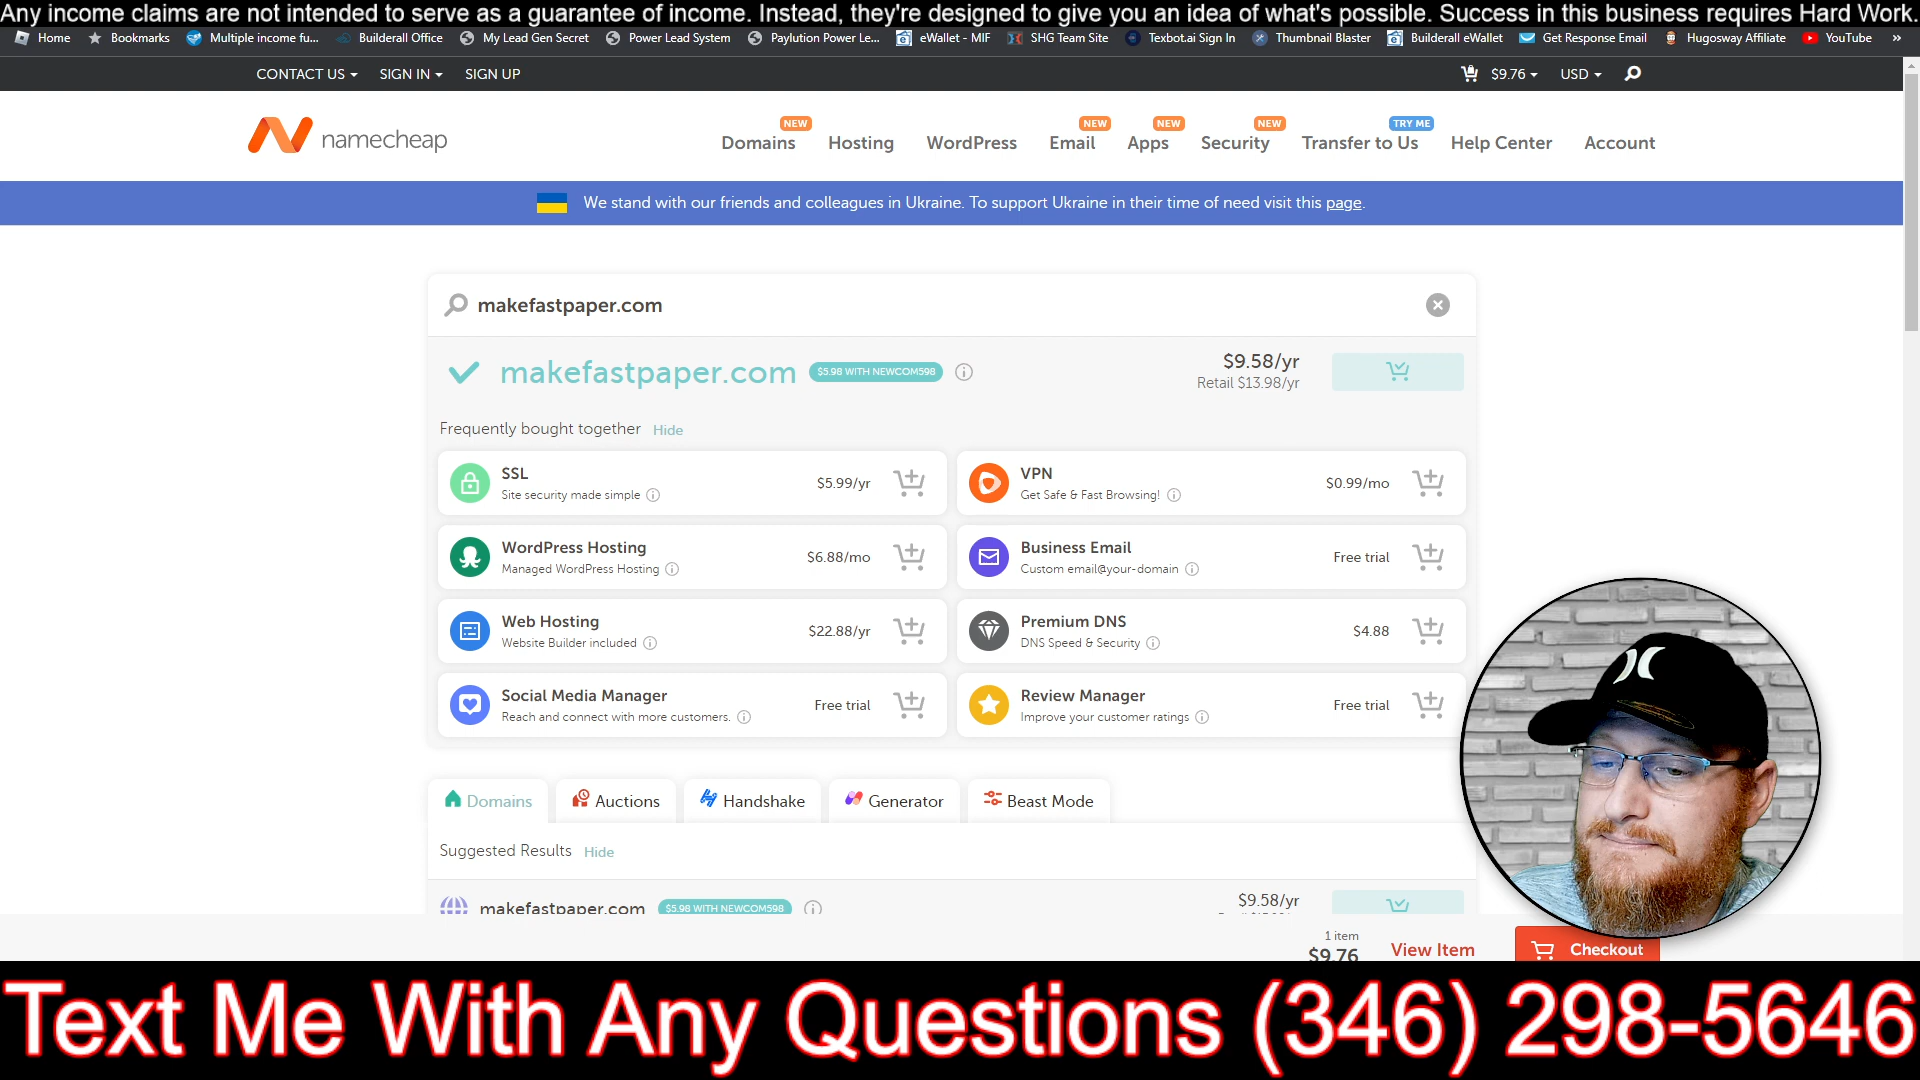 Any income claims are not intended to serve as a guarantee of income. Instead, they're designed to give you an idea of what's possible. Success in this business requires Hard Work.
Home Bookmarks Multiple income fu... Builderall Office My Lead Gen Secret Power Lead System Paylution Power Le... eWallet - MIF SHG Team Site Texbot.ai Sign In Thumbnail Blaster Builderall eWallet Get Response Email Hugosway Affiliate YouTube »
CONTACT US SIGN IN SIGN UP $9.76 USD
NEW NEW NEW NEW TRY ME
namecheap Domains Hosting WordPress Email Apps Security Transfer to Us Help Center Account
We stand with our friends and colleagues in Ukraine. To support Ukraine in their time of need visit this page.
makefastpaper.com
makefastpaper.com $5.98 WITH NEWCOM598 $9.58/yr
Retail $13.98/yr
Frequently bought together Hide
SSL $5.99/yr
Site security made simple
VPN $0.99/mo
Get Safe & Fast Browsing!
WordPress Hosting $6.88/mo
Managed WordPress Hosting
Business Email Free trial
Custom email@your-domain
Web Hosting $22.88/yr
Website Builder included
Premium DNS $4.88
DNS Speed & Security
Social Media Manager Free trial
Reach and connect with more customers.
Review Manager Free trial
Improve your customer ratings
Domains Auctions Handshake Generator Beast Mode
Suggested Results Hide
makefastpaper.com $5.98 WITH NEWCOM598 $9.58/yr
1 item
$9.76 View Item Checkout
Text Me With Any Questions (346) 298-5646